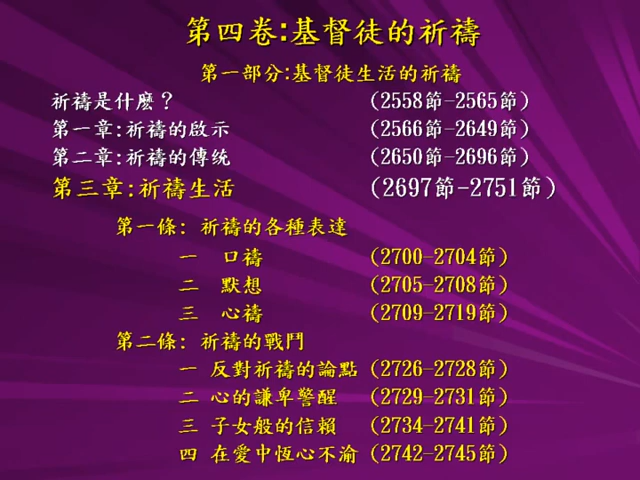 第四卷:基督徒的祈禱
第一部分:基督徒生活的祈禱
祈禱是什麽？ (2558節-2565節)
第一章:祈禱的啟示 (2566節-2649節)
第二章:祈禱的傳统 (2650節-2696節)
第三章:祈禱生活 (2697節-2751節)
第一條: 祈禱的各種表達
一 口禱 (2700-2704節)
二 默想 (2705-2708節)
三 心禱 (2709-2719節)
第二條: 祈禱的戰鬥
一 反對祈禱的論點 (2726-2728節)
二 心的謙卑警醒 (2729-2731節)
三 子女般的信賴 (2734-2741節)
四 在愛中恆心不渝 (2742-2745節)